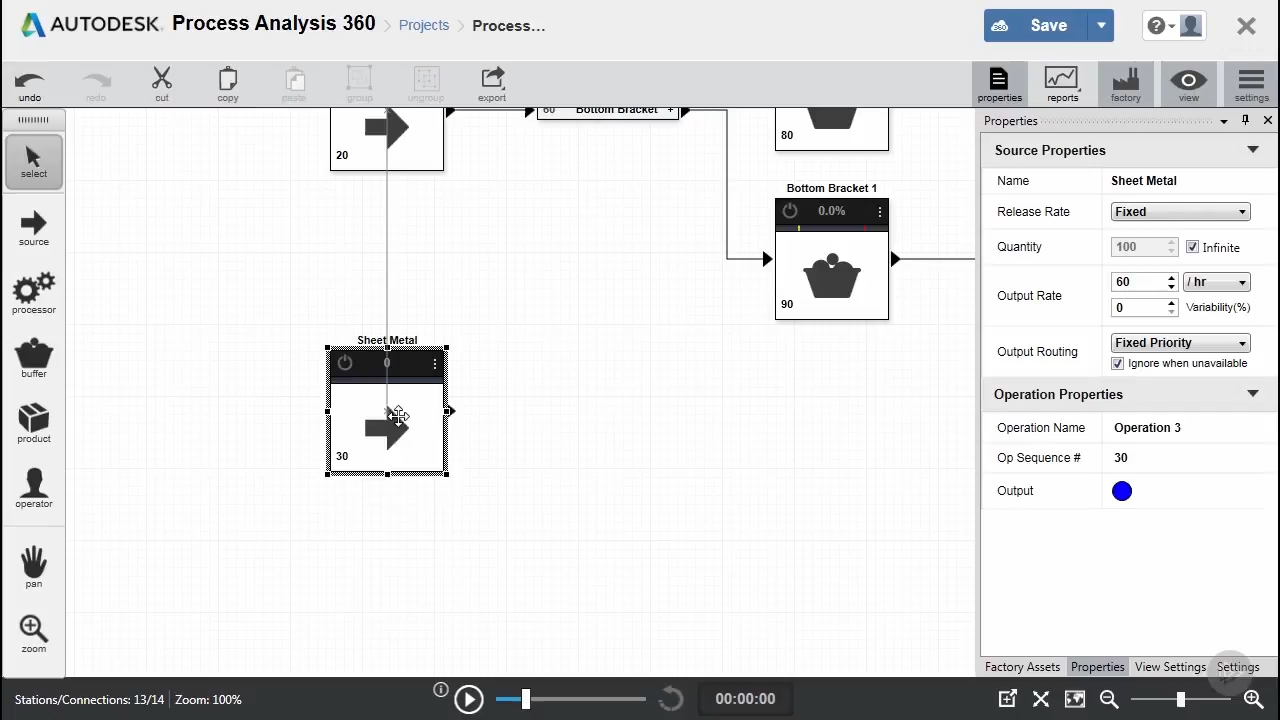 AUTODESK. Process Analysis 360 Projects Process...
360 Save
?
undo redo cut copy paste group ungroup export properties reports factory view settings
select
source
processor
buffer
product
operator
pan
zoom
20
60 Bottom Bracket +
80
Bottom Bracket 1
0.0%
90
Sheet Metal
0
30
Properties
Source Properties
Name Sheet Metal
Release Rate Fixed
Quantity 100 Infinite
Output Rate 60 / hr
0 Variability(%)
Output Routing Fixed Priority
Ignore when unavailable
Operation Properties
Operation Name Operation 3
Op Sequence # 30
Output
Factory Assets Properties View Settings Settings
Stations/Connections: 13/14 Zoom: 100% 00:00:00